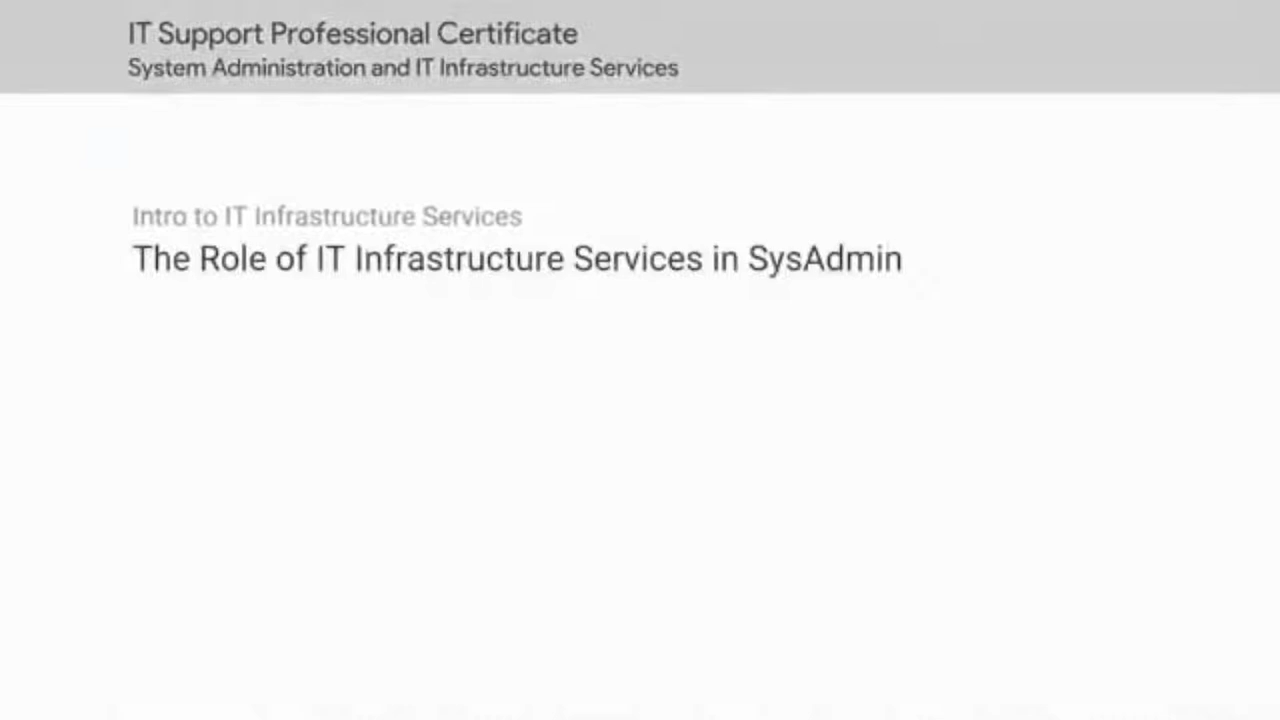 IT Support Professional Certificate
System Administration and IT Infrastructure Services
Intro to IT Infrastructure Services
The Role of IT Infrastructure Services in SysAdmin